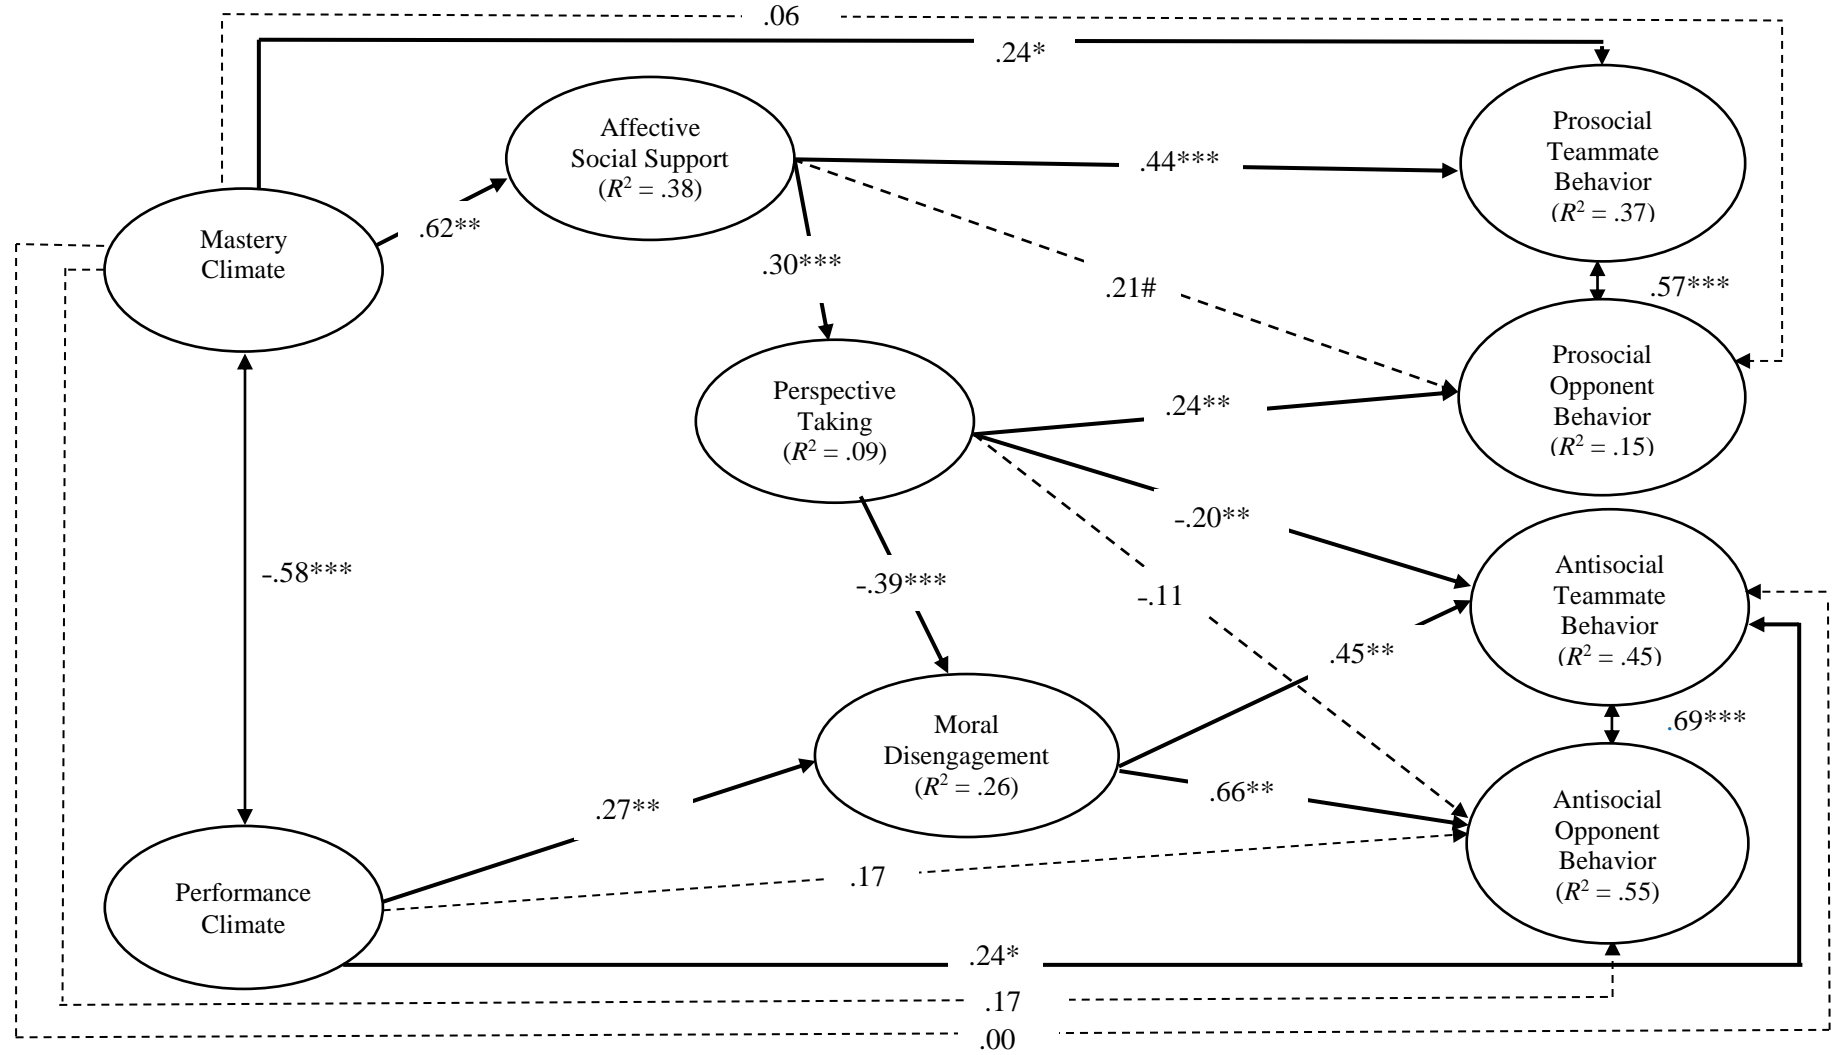 .06
.24*
Affective
Social Support
(R² = .38)
.44***
Prosocial
Teammate
Behavior
(R² = .37)
Mastery
Climate
.62**
.30***
.21#
.57***
Perspective
Taking
(R² = .09)
.24**
Prosocial
Opponent
Behavior
(R² = .15)
-.20**
-.58***
-.39***
-.11
Antisocial
Teammate
Behavior
(R² = .45)
.45**
Moral
Disengagement
(R² = .26)
.69***
.27**
.66**
Antisocial
Opponent
Behavior
(R² = .55)
.17
Performance
Climate
.24*
.17
.00